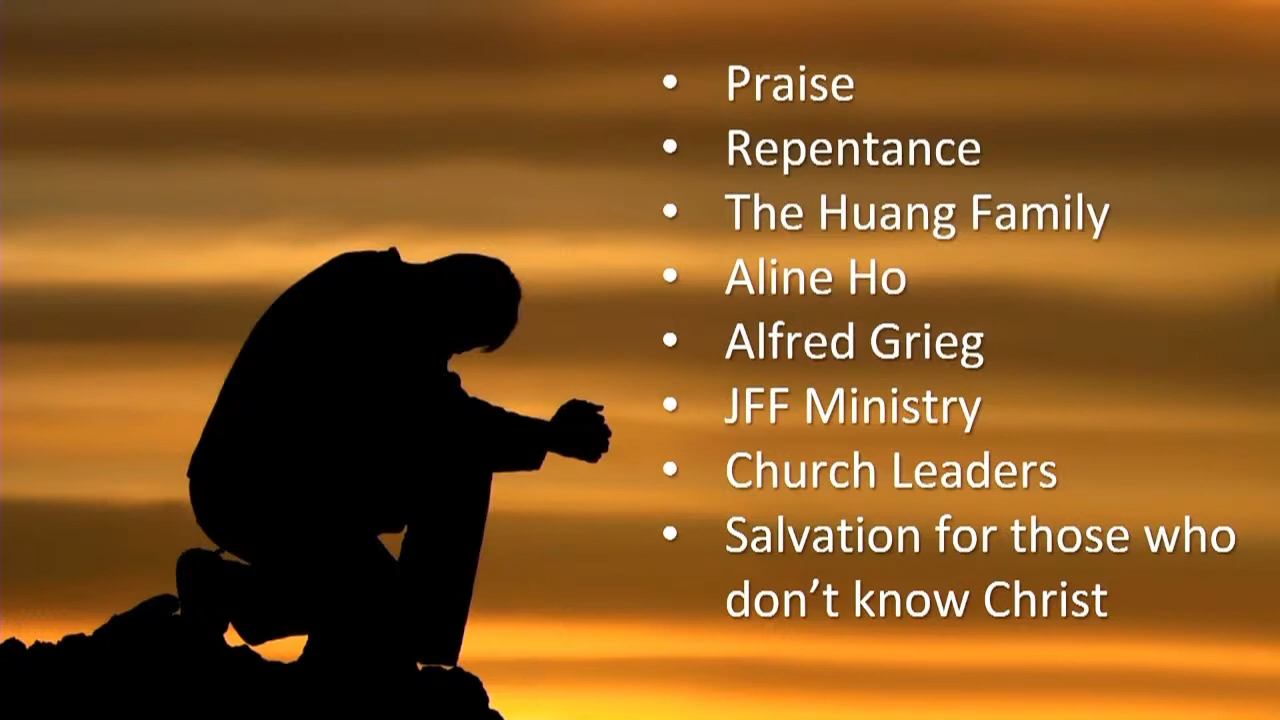 • Praise
• Repentance
• The Huang Family
• Aline Ho
• Alfred Grieg
• JFF Ministry
• Church Leaders
• Salvation for those who
don’t know Christ